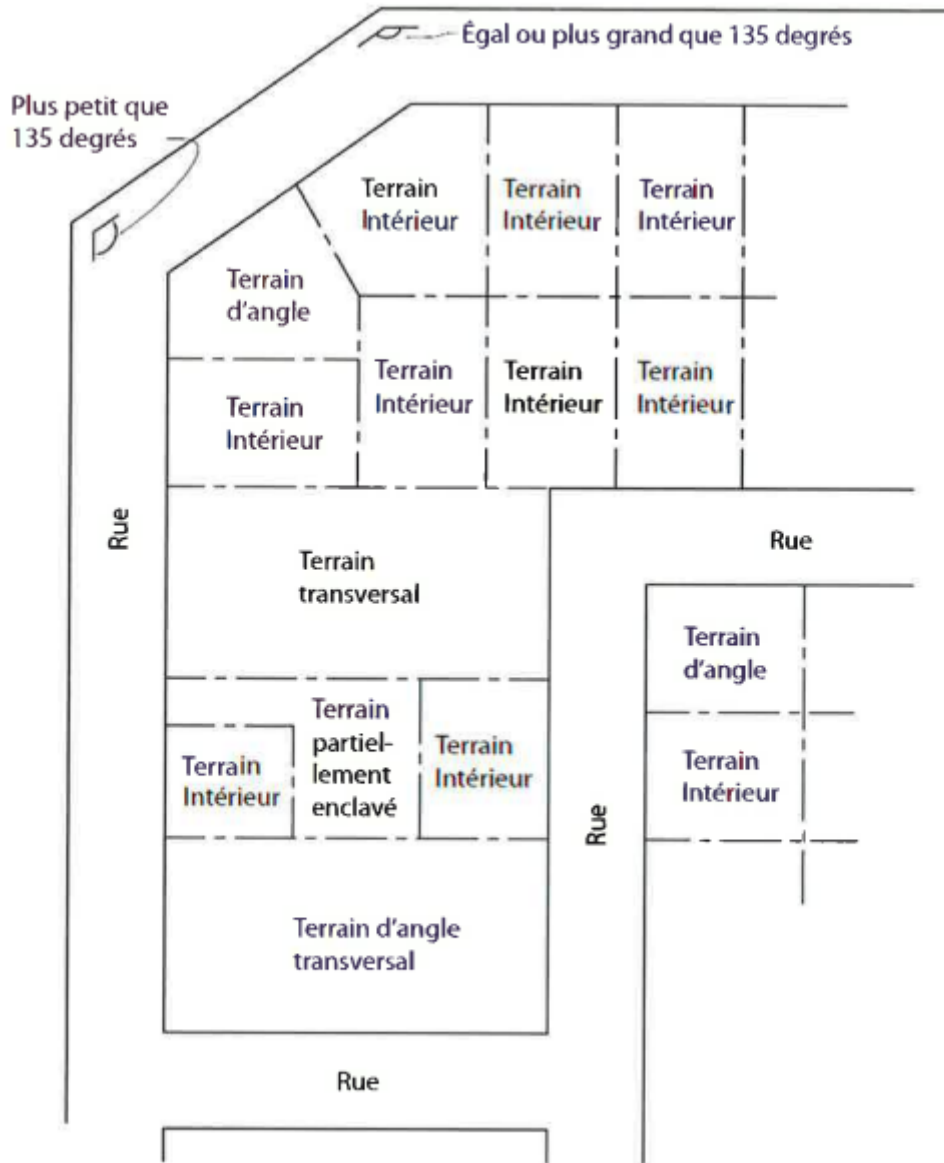 Égal ou plus grand que 135 degrés
Plus petit que
135 degrés
Terrain
Intérieur
Terrain
Intérieur
Terrain
Intérieur
Terrain
d'angle
Terrain
Intérieur
Terrain
Intérieur
Terrain
Intérieur
Terrain
Intérieur
Rue
Terrain
transversal
Rue
Terrain
d'angle
Terrain
Intérieur
Terrain
partiel-
lement
enclavé
Terrain
Intérieur
Terrain
Intérieur
Rue
Terrain d'angle
transversal
Rue